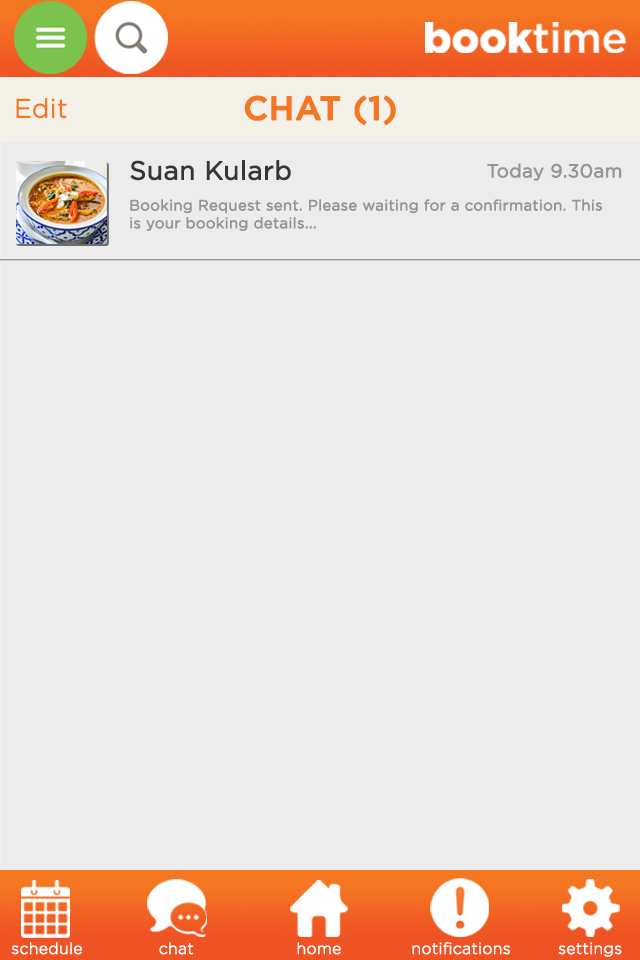 booktime
Edit
CHAT (1)
Suan Kularb
Today 9.30am
Booking Request sent. Please waiting for a confirmation. This
is your booking details...
schedule
chat
home
notifications
settings